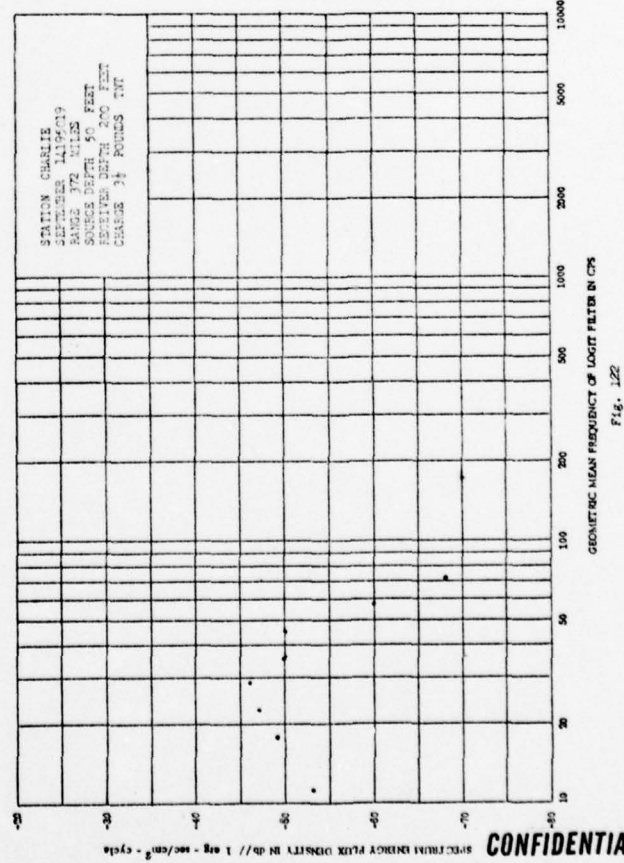 STATION CHARLIE
SEPTEMBER 14195019
RANGE 372 MILES
SOURCE DEPTH 50 FEET
RECEIVER DEPTH 200 FEET
CHARGE 3½ POUNDS TNT
-20
-30
-40
-50
-60
-70
-80
SPECTRUM ENERGY FLUX DENSITY IN db // 1 erg - sec/cm² - cycle
10
20
50
100
200
500
1000
2000
5000
10000
GEOMETRIC MEAN FREQUENCY OF LOGIT FILTER IN CPS
Fig. 122
CONFIDENTIA